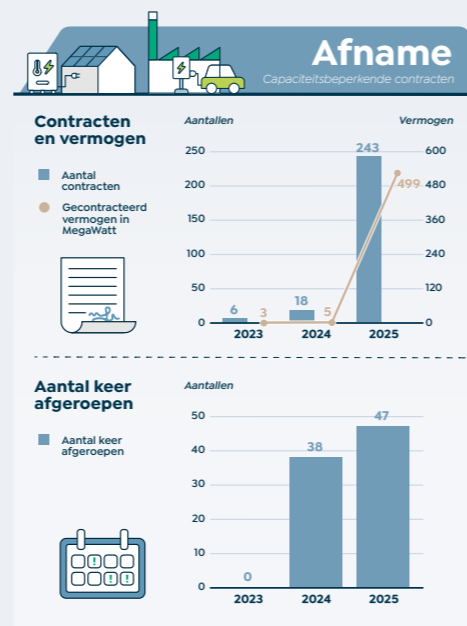 Afname
Capaciteitsbeperkende contracten
Contracten
en vermogen
Aantal
contracten
Gecontracteerd
vermogen in
MegaWatt
Aantallen
Vermogen
250
200
150
100
50
0
600
480
360
240
120
0
6
3
18
5
243
499
2023
2024
2025
Aantal keer
afgeroepen
Aantal keer
afgeroepen
Aantallen
50
40
30
20
10
0
0
38
47
2023
2024
2025